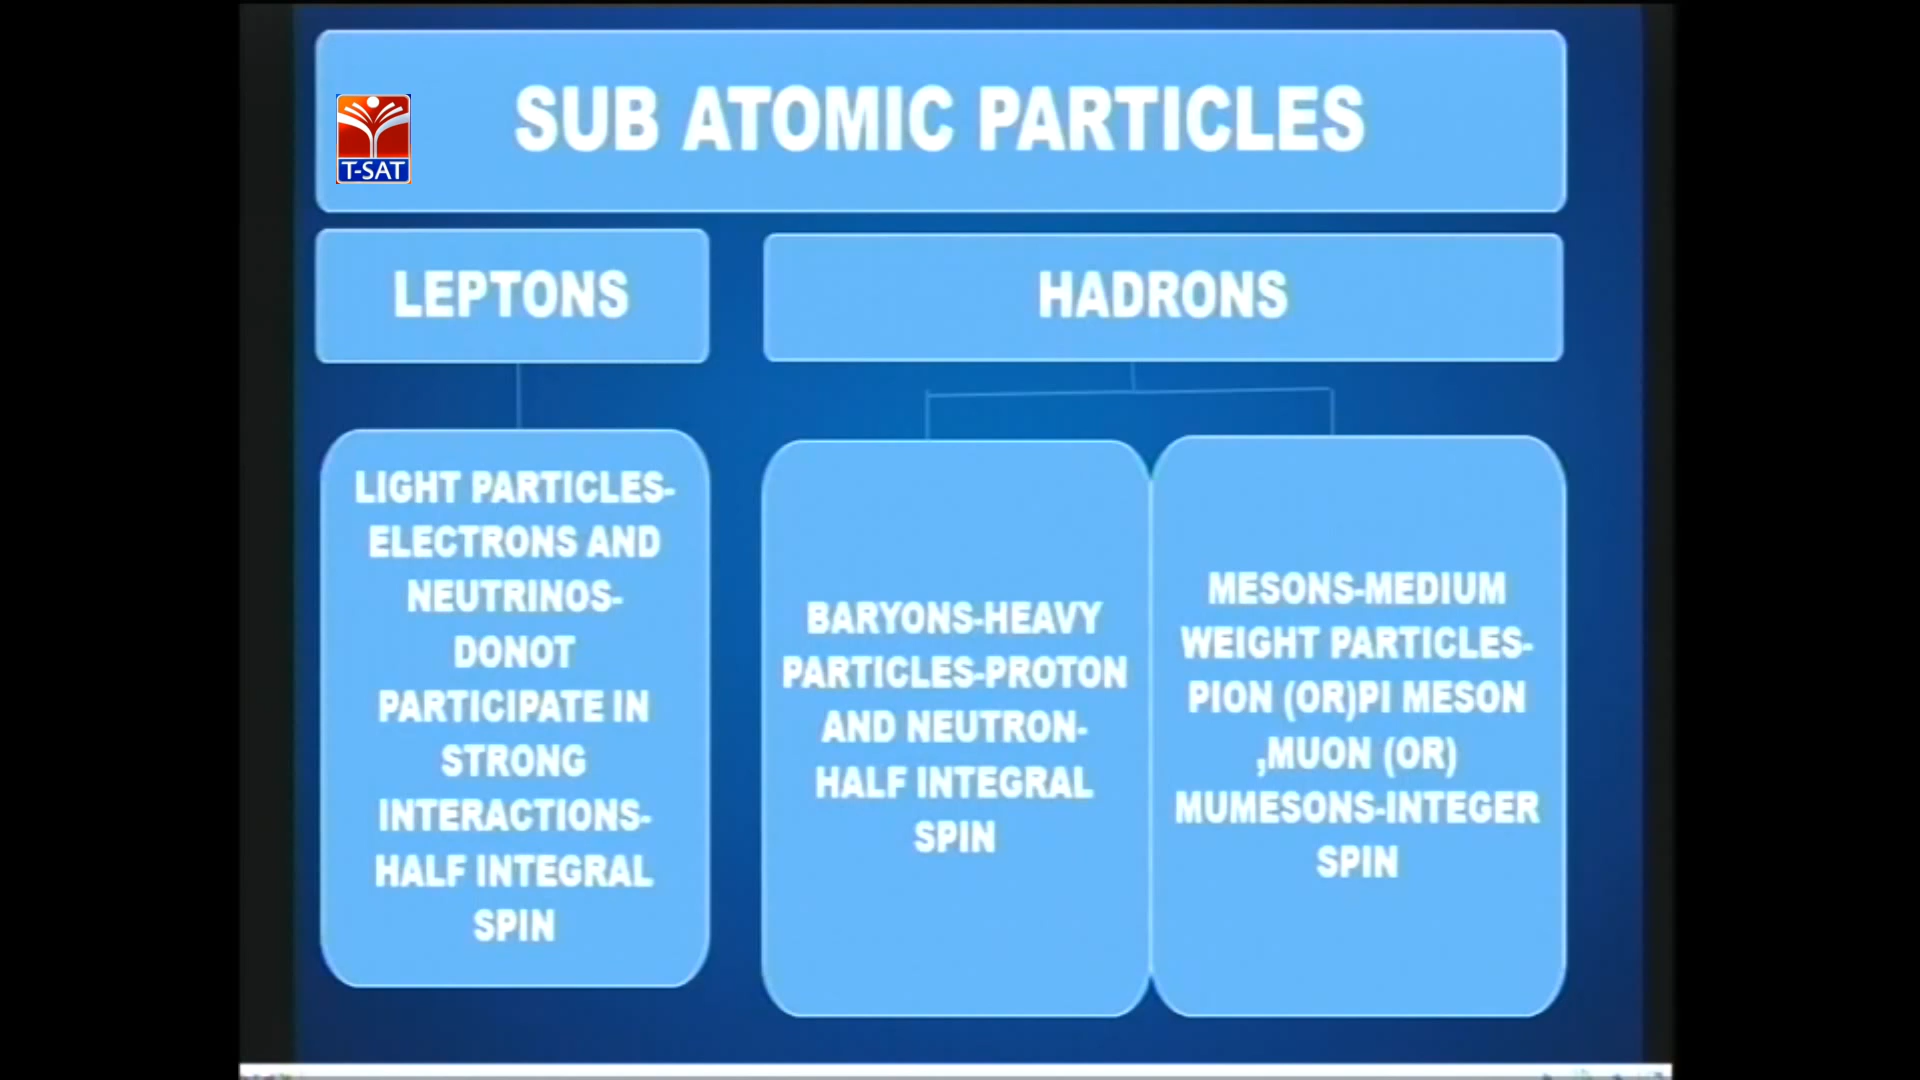 SUB ATOMIC PARTICLES
T-SAT
LEPTONS
HADRONS
LIGHT PARTICLES-
ELECTRONS AND
NEUTRINOS-
DONOT
PARTICIPATE IN
STRONG
INTERACTIONS-
HALF INTEGRAL
SPIN
BARYONS-HEAVY
PARTICLES-PROTON
AND NEUTRON-
HALF INTEGRAL
SPIN
MESONS-MEDIUM
WEIGHT PARTICLES-
PION (OR)PI MESON
,MUON (OR)
MUMESONS-INTEGER
SPIN